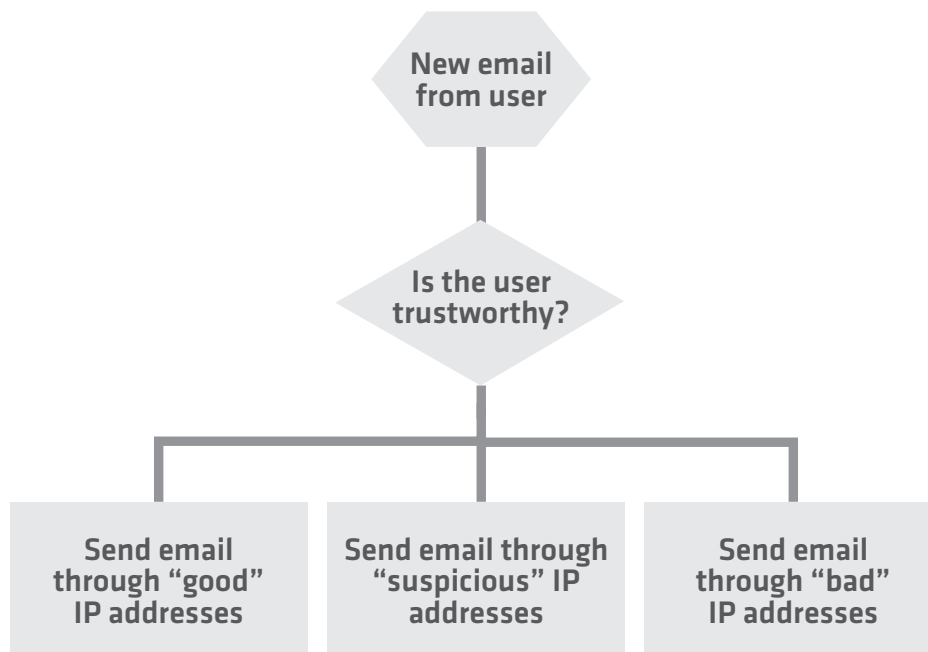 New email
from user
Is the user
trustworthy?
Send email
through “good”
IP addresses
Send email through
“suspicious” IP
addresses
Send email
through “bad”
IP addresses